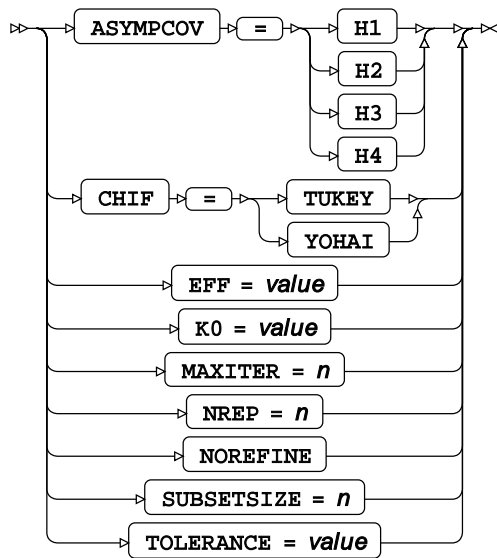 ASYMPCOV = H1
H2
H3
H4
CHIF = TUKEY
YOHAI
EFF = value
K0 = value
MAXITER = n
NREP = n
NOREFINE
SUBSETSIZE = n
TOLERANCE = value